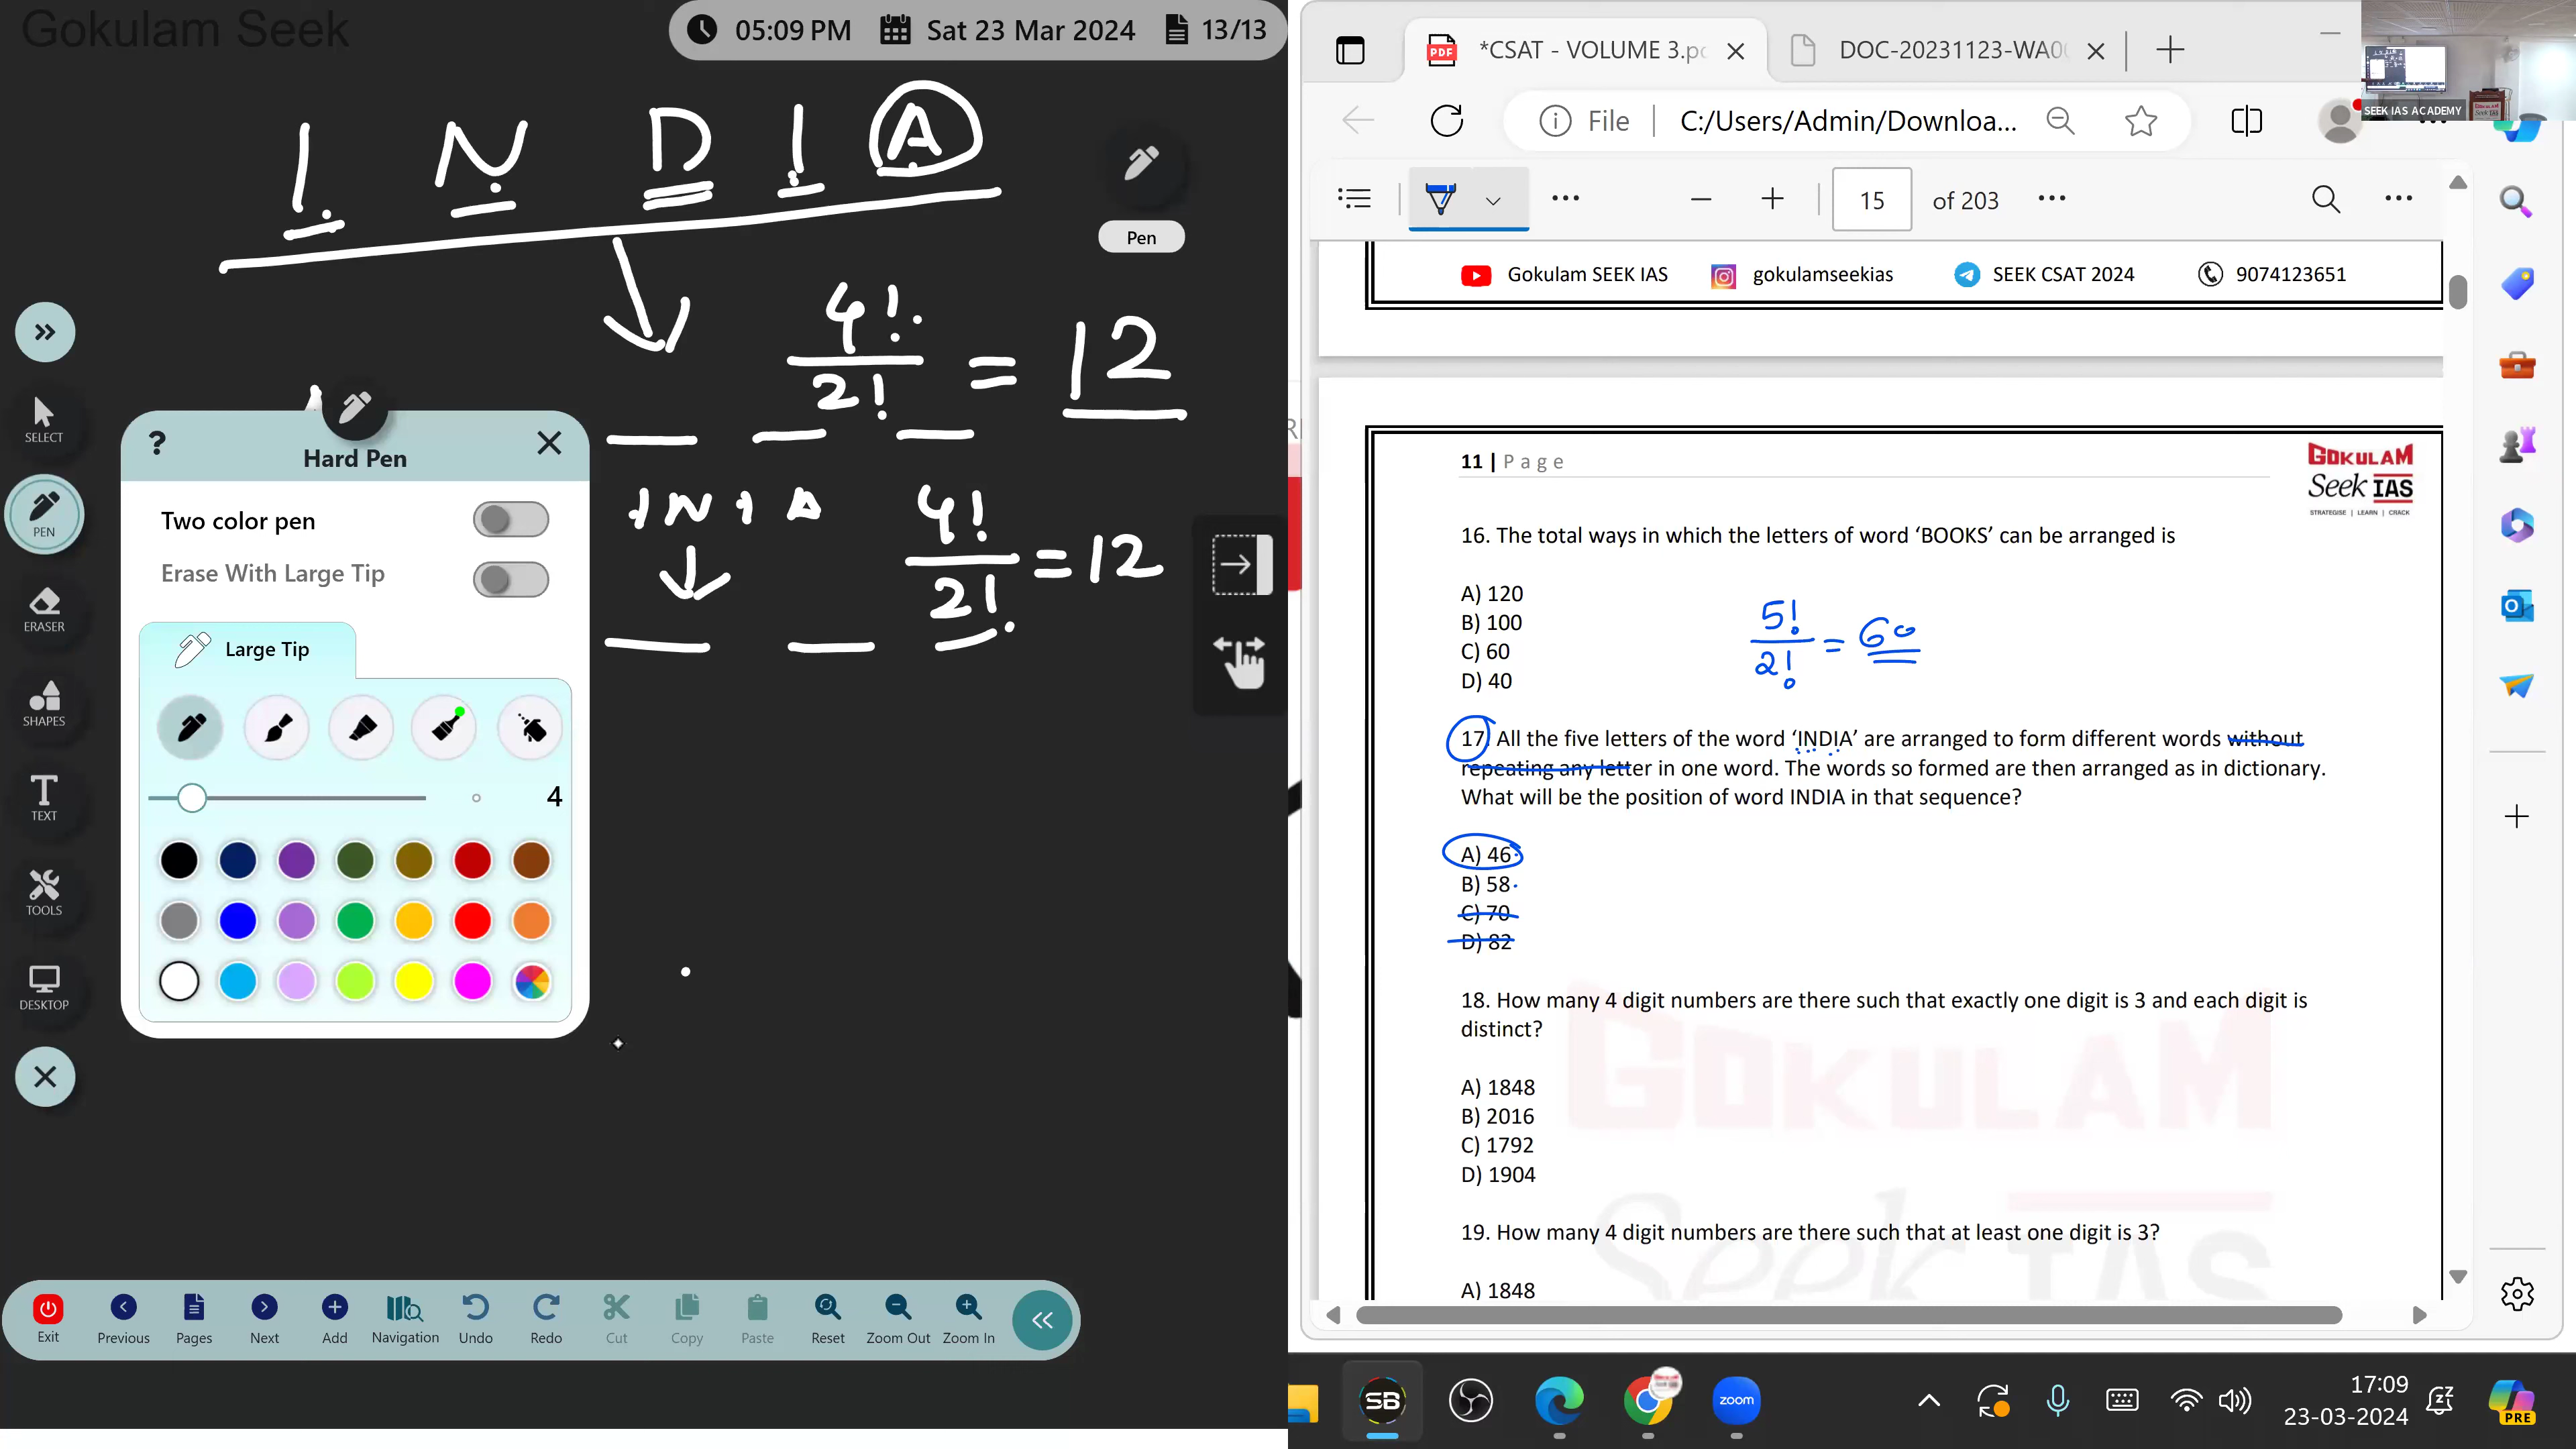 Gokulam Seek
05:09 PM Sat 23 Mar 2024 13/13
I N D I A
Pen
4!/2! = 12
I N I A 4!/2! = 12
SELECT
PEN
ERASER
SHAPES
TEXT
TOOLS
DESKTOP
?
Hard Pen
Two color pen
Erase With Large Tip
Large Tip
4
Exit Previous Pages Next Add Navigation Undo Redo Cut Copy Paste Reset Zoom Out Zoom In
*CSAT - VOLUME 3.p
DOC-20231123-WA0
SEEK IAS ACADEMY
File C:/Users/Admin/Downloa...
15 of 203
Gokulam SEEK IAS gokulamseekias SEEK CSAT 2024 9074123651
11 | Page
GOKULAM
Seek IAS
STRATEGISE | LEARN | CRACK
16. The total ways in which the letters of word ‘BOOKS’ can be arranged is
A) 120
B) 100
C) 60
D) 40
5!/2! = 60
17. All the five letters of the word ‘INDIA’ are arranged to form different words without
repeating any letter in one word. The words so formed are then arranged as in dictionary.
What will be the position of word INDIA in that sequence?
A) 46
B) 58
C) 70
D) 82
18. How many 4 digit numbers are there such that exactly one digit is 3 and each digit is
distinct?
A) 1848
B) 2016
C) 1792
D) 1904
19. How many 4 digit numbers are there such that at least one digit is 3?
A) 1848
GOKULAM
Seek IAS
SB
zoom
17:09
23-03-2024
PRE